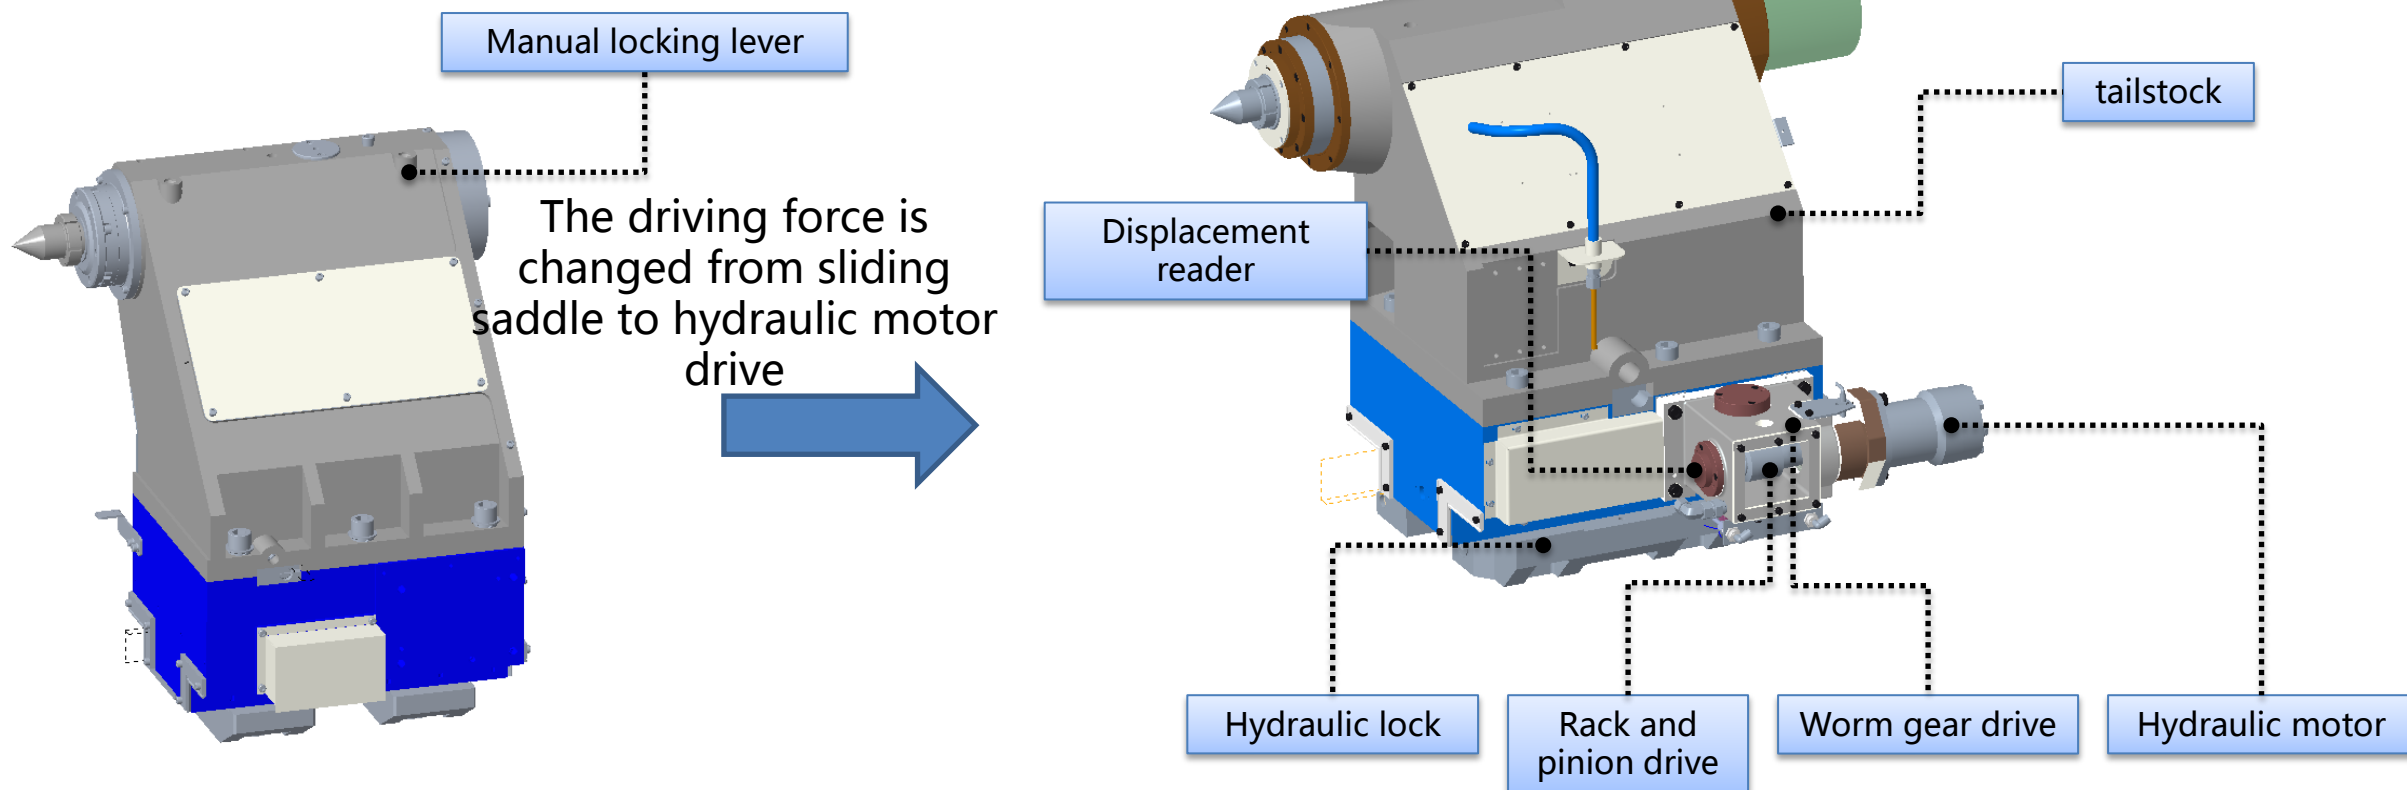 Manual locking lever
The driving force is
changed from sliding
saddle to hydraulic motor
drive
tailstock
Displacement
reader
Hydraulic lock
Rack and
pinion drive
Worm gear drive
Hydraulic motor